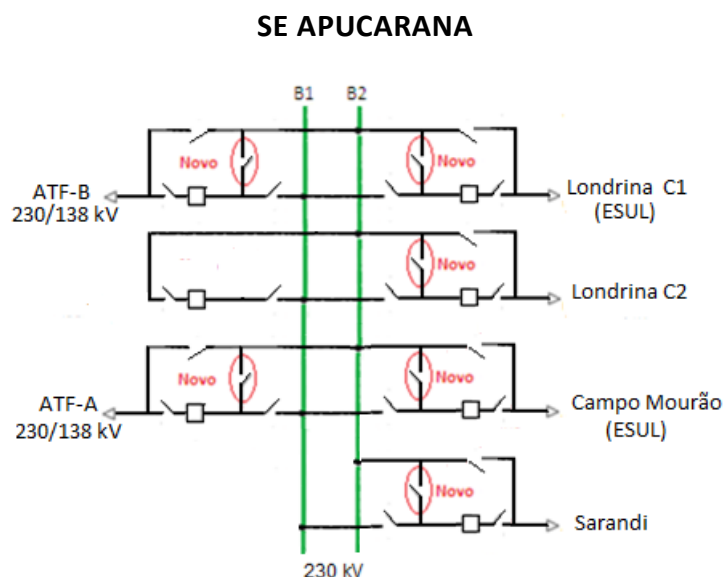 SE APUCARANA
B1
B2
Novo
Novo
ATF-B
230/138 kV
Londrina C1
(ESUL)
Novo
Londrina C2
Novo
Novo
ATF-A
230/138 kV
Campo Mourão
(ESUL)
Novo
Sarandi
230 kV